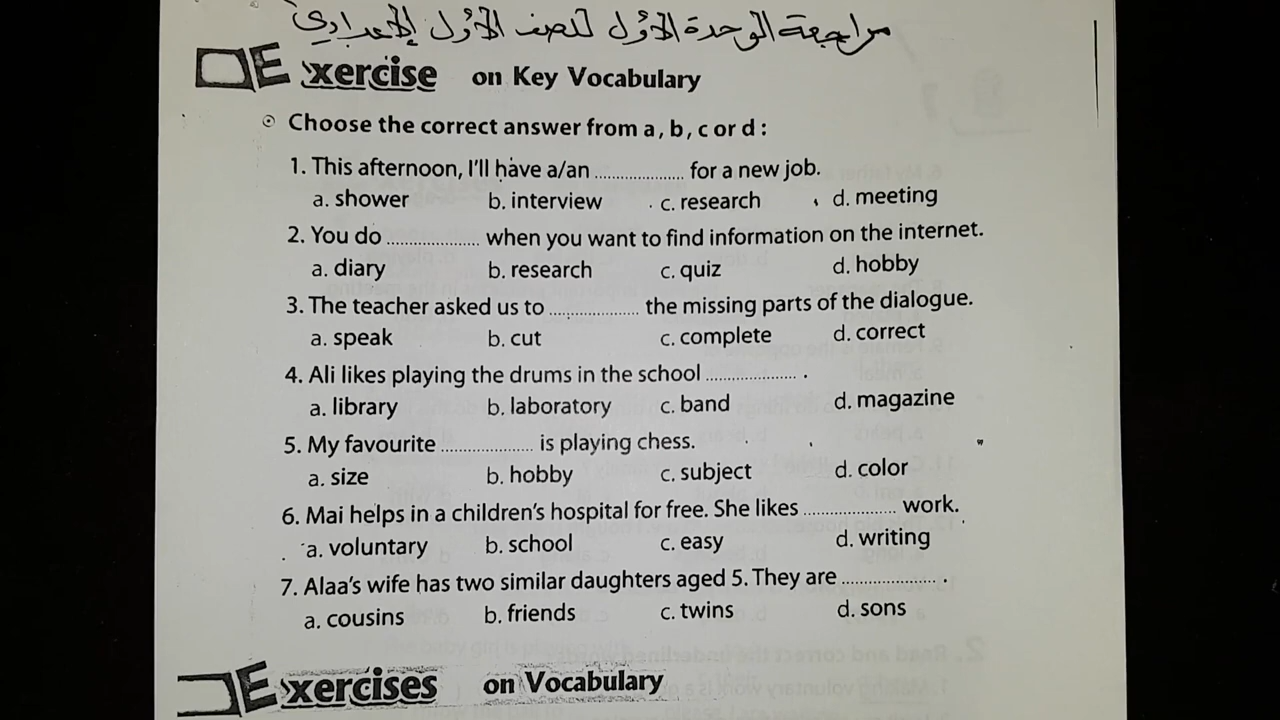 مراجعة الوحدة الأول للصف الأول الإعدادي
Exercise on Key Vocabulary
Choose the correct answer from a, b, c or d :
1. This afternoon, I'll have a/an .................... for a new job.
a. shower b. interview c. research d. meeting
2. You do .................... when you want to find information on the internet.
a. diary b. research c. quiz d. hobby
3. The teacher asked us to .................... the missing parts of the dialogue.
a. speak b. cut c. complete d. correct
4. Ali likes playing the drums in the school .................... .
a. library b. laboratory c. band d. magazine
5. My favourite .................... is playing chess.
a. size b. hobby c. subject d. color
6. Mai helps in a children's hospital for free. She likes .................... work.
a. voluntary b. school c. easy d. writing
7. Alaa's wife has two similar daughters aged 5. They are .................... .
a. cousins b. friends c. twins d. sons
Exercises on Vocabulary